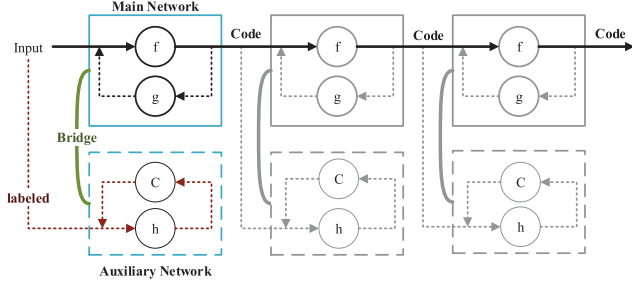 Main Network
Input
f
Code
f
Code
f
Code
g
g
g
Bridge
labeled
C
C
C
h
h
h
Auxiliary Network